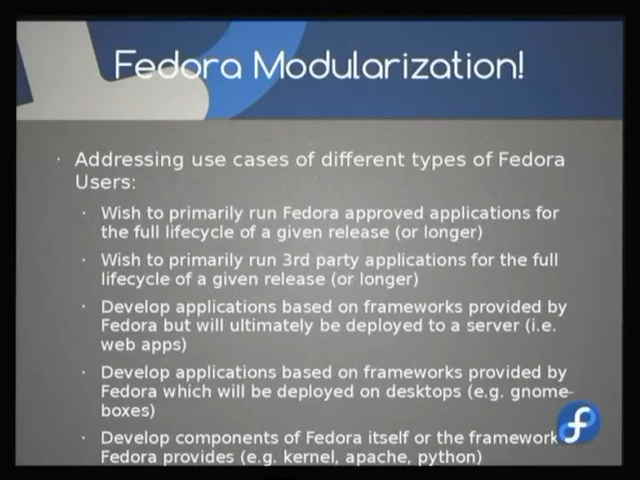 Fedora Modularization!
· Addressing use cases of different types of Fedora
Users:
· Wish to primarily run Fedora approved applications for
the full lifecycle of a given release (or longer)
· Wish to primarily run 3rd party applications for the full
lifecycle of a given release (or longer)
· Develop applications based on frameworks provided by
Fedora but will ultimately be deployed to a server (i.e.
web apps)
· Develop applications based on frameworks provided by
Fedora which will be deployed on desktops (e.g. gnome-
boxes)
· Develop components of Fedora itself or the framework
Fedora provides (e.g. kernel, apache, python)